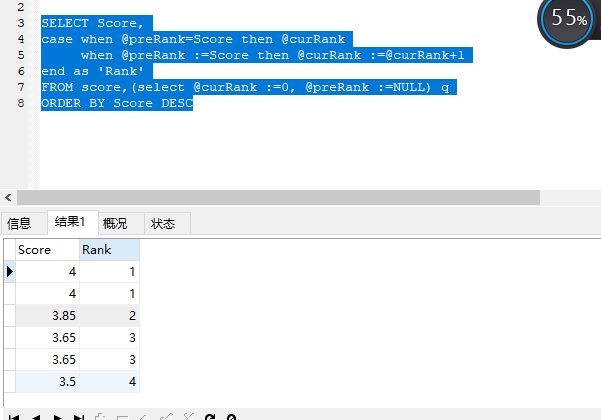 55%
2
3 SELECT Score,
4 case when @preRank=Score then @curRank
5 when @preRank :=Score then @curRank :=@curRank+1
6 end as 'Rank'
7 FROM score,(select @curRank :=0, @preRank :=NULL) q
8 ORDER BY Score DESC
信息 结果1 概况 状态
Score Rank
4 1
4 1
3.85 2
3.65 3
3.65 3
3.5 4